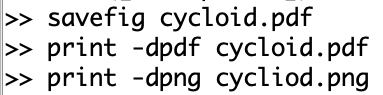 >> savefig cycloid.pdf
>> print -dpdf cycloid.pdf
>> print -dpng cycliod.png